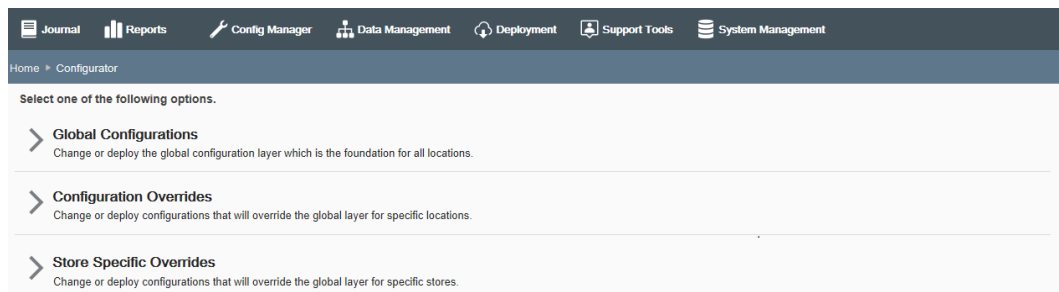 Journal Reports Config Manager Data Management Deployment Support Tools System Management
Home Configurator
Select one of the following options.
Global Configurations
Change or deploy the global configuration layer which is the foundation for all locations.
Configuration Overrides
Change or deploy configurations that will override the global layer for specific locations.
Store Specific Overrides
Change or deploy configurations that will override the global layer for specific stores.